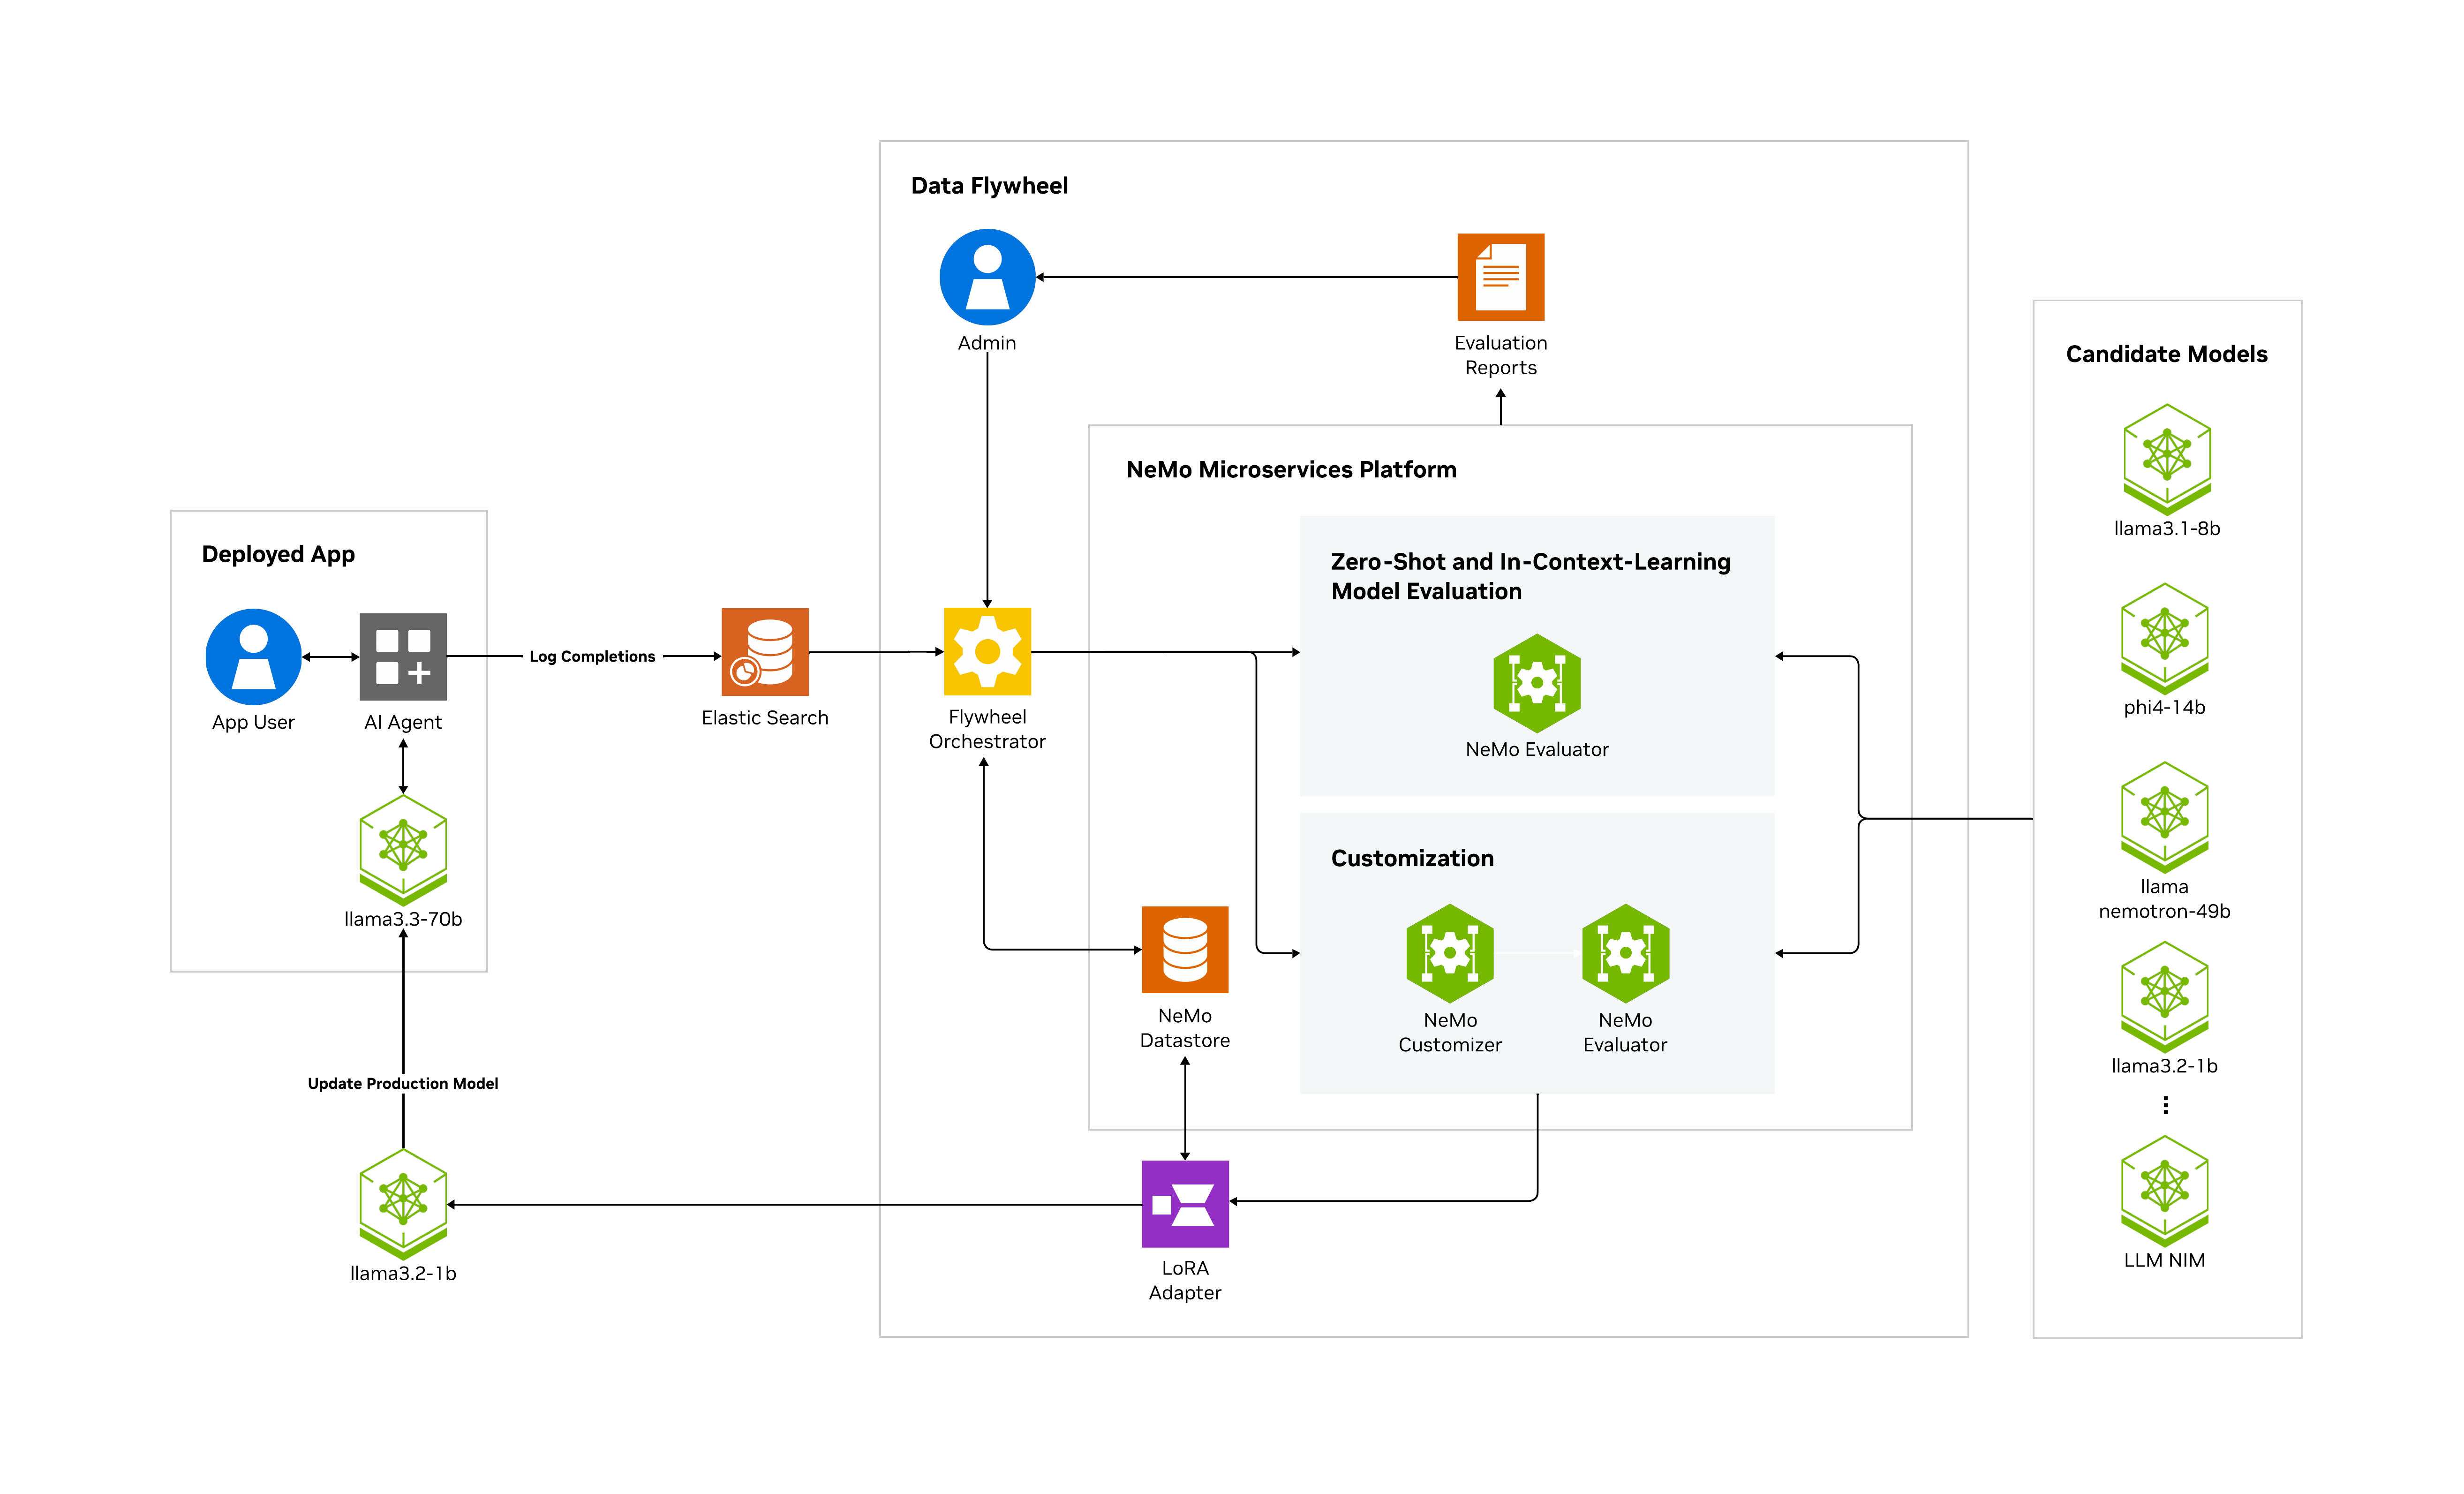 Data Flywheel
Admin
Evaluation
Reports
Candidate Models
llama3.1-8b
phi4-14b
llama
nemotron-49b
llama3.2-1b
LLM NIM
NeMo Microservices Platform
Zero-Shot and In-Context-Learning
Model Evaluation
NeMo Evaluator
Customization
NeMo
Customizer
NeMo
Evaluator
Deployed App
App User
AI Agent
llama3.3-70b
Log Completions
Elastic Search
Flywheel
Orchestrator
NeMo
Datastore
Update Production Model
llama3.2-1b
LoRA
Adapter